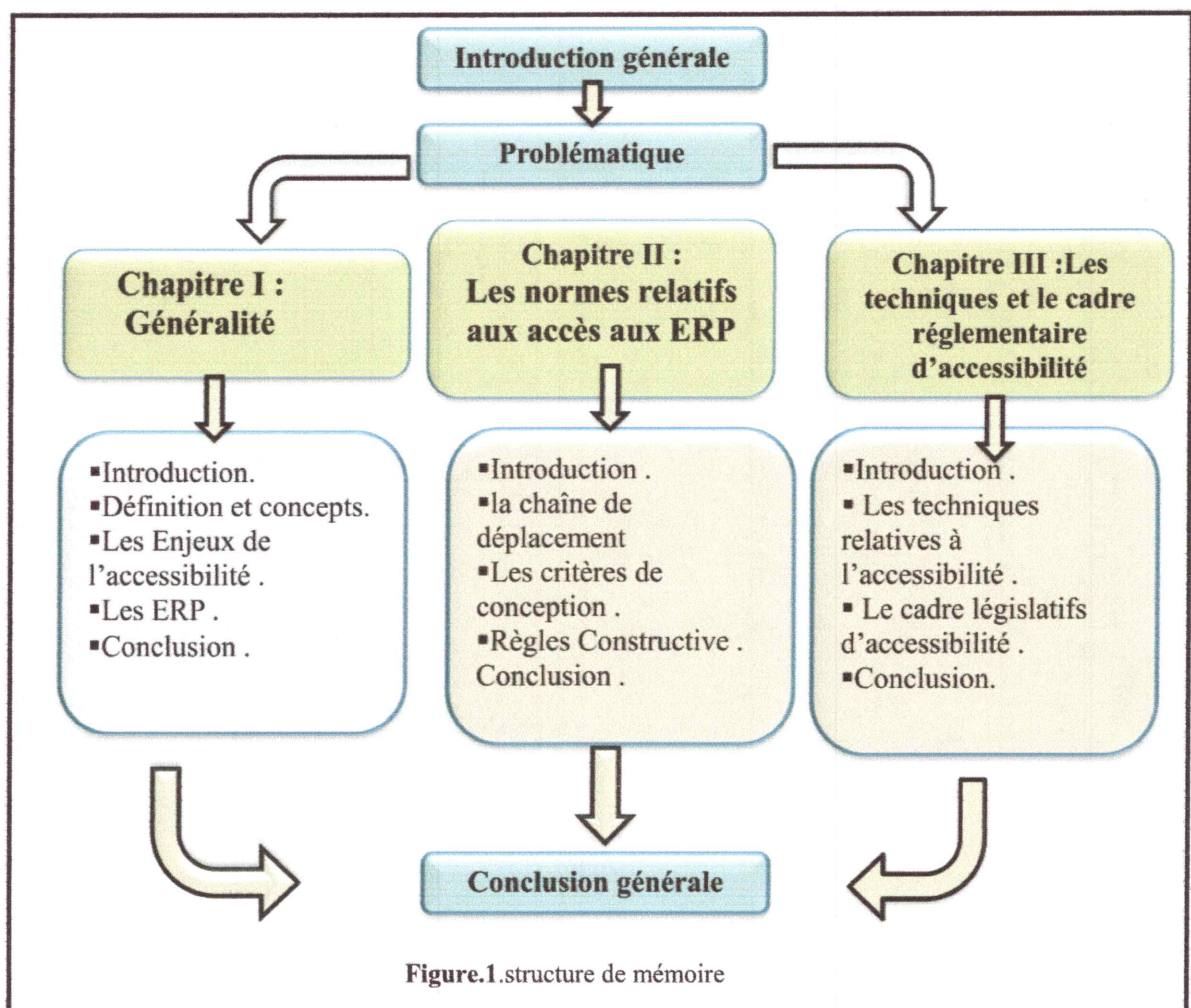 Introduction générale
Problématique
Chapitre I :
Généralité
Chapitre II :
Les normes relatifs
aux accès aux ERP
Chapitre III :Les
techniques et le cadre
réglementaire
d’accessibilité
▪Introduction.
▪Définition et concepts.
▪Les Enjeux de
l’accessibilité .
▪Les ERP .
▪Conclusion .
▪Introduction .
▪la chaîne de
déplacement
▪Les critères de
conception .
▪Règles Constructive .
Conclusion .
▪Introduction .
▪ Les techniques
relatives à
l’accessibilité .
▪ Le cadre législatifs
d’accessibilité .
▪Conclusion.
Conclusion générale
Figure.1.structure de mémoire